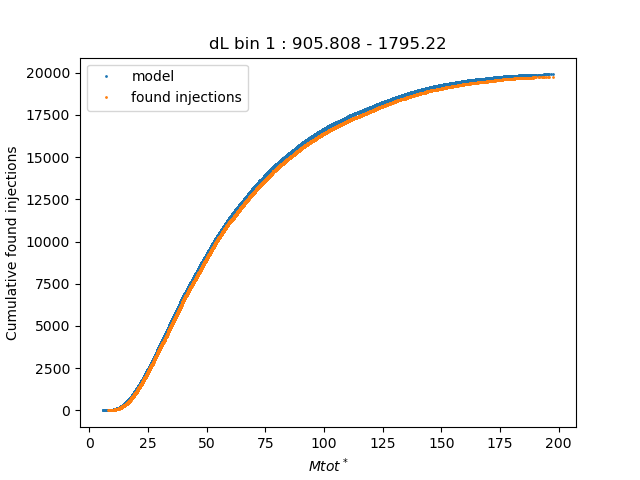 dL bin 1 : 905.808 - 1795.22
model
found injections
Cumulative found injections
20000
17500
15000
12500
10000
7500
5000
2500
0
0 25 50 75 100 125 150 175 200
Mtot*